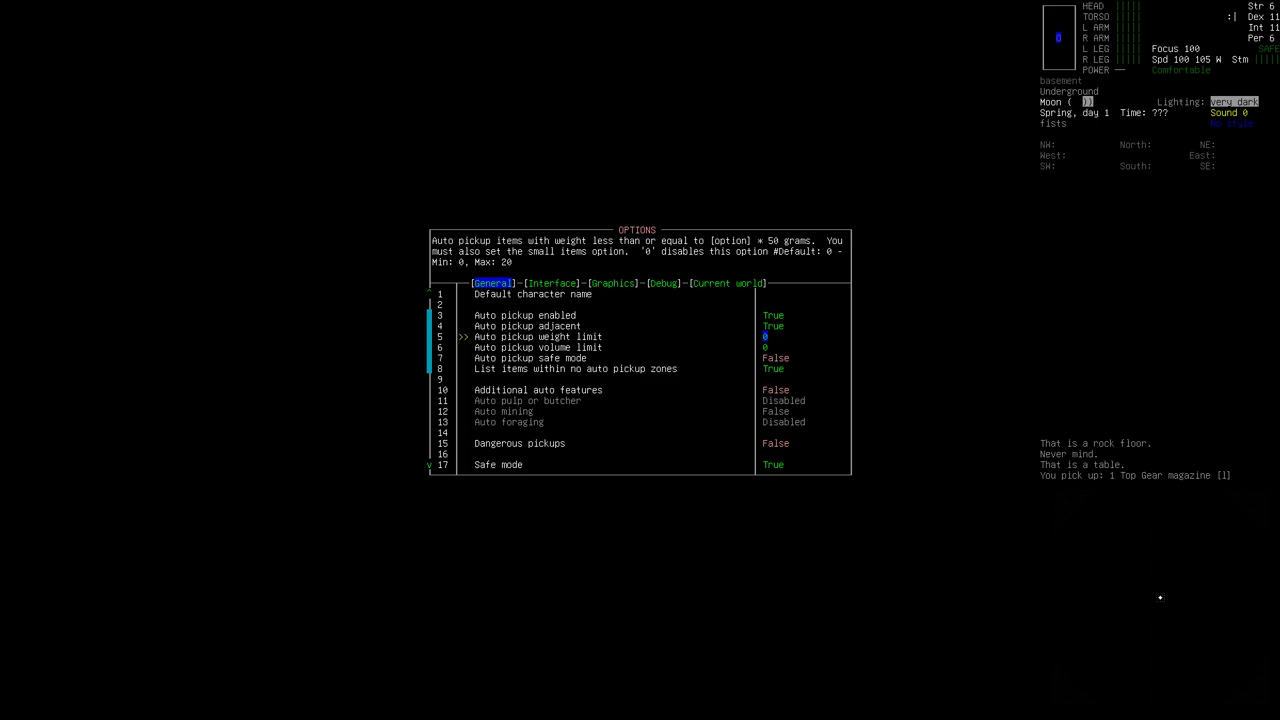 HEAD ||||| Str 6
TORSO ||||| :| Dex 11
L ARM ||||| Int 11
R ARM ||||| Per 6
L LEG ||||| Focus 100 SAFE
R LEG ||||| Spd 100 105 W Stm |||||
POWER — Comfortable
0
basement
Underground
Moon ( )) Lighting: very dark
Spring, day 1 Time: ??? Sound 0
fists No style
NW: North: NE:
West: East:
SW: South: SE:
OPTIONS
Auto pickup items with weight less than or equal to [option] * 50 grams. You
must also set the small items option. '0' disables this option #Default: 0 -
Min: 0, Max: 20
[General]-[Interface]-[Graphics]-[Debug]-[Current world]
^ 1 Default character name
2
3 Auto pickup enabled True
4 Auto pickup adjacent True
5 >> Auto pickup weight limit 0
6 Auto pickup volume limit 0
7 Auto pickup safe mode False
8 List items within no auto pickup zones True
9
10 Additional auto features False
11 Auto pulp or butcher Disabled
12 Auto mining False
13 Auto foraging Disabled
14
15 Dangerous pickups False
16
v 17 Safe mode True
That is a rock floor.
Never mind.
That is a table.
You pick up: 1 Top Gear magazine [l]